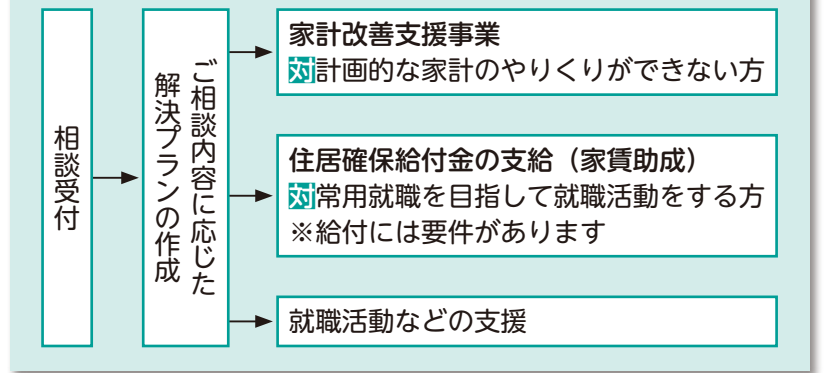 相談受付
ご相談内容に応じた
解決プランの作成
家計改善支援事業
対計画的な家計のやりくりができない方
住居確保給付金の支給（家賃助成）
対常用就職を目指して就職活動をする方
※給付には要件があります
就職活動などの支援